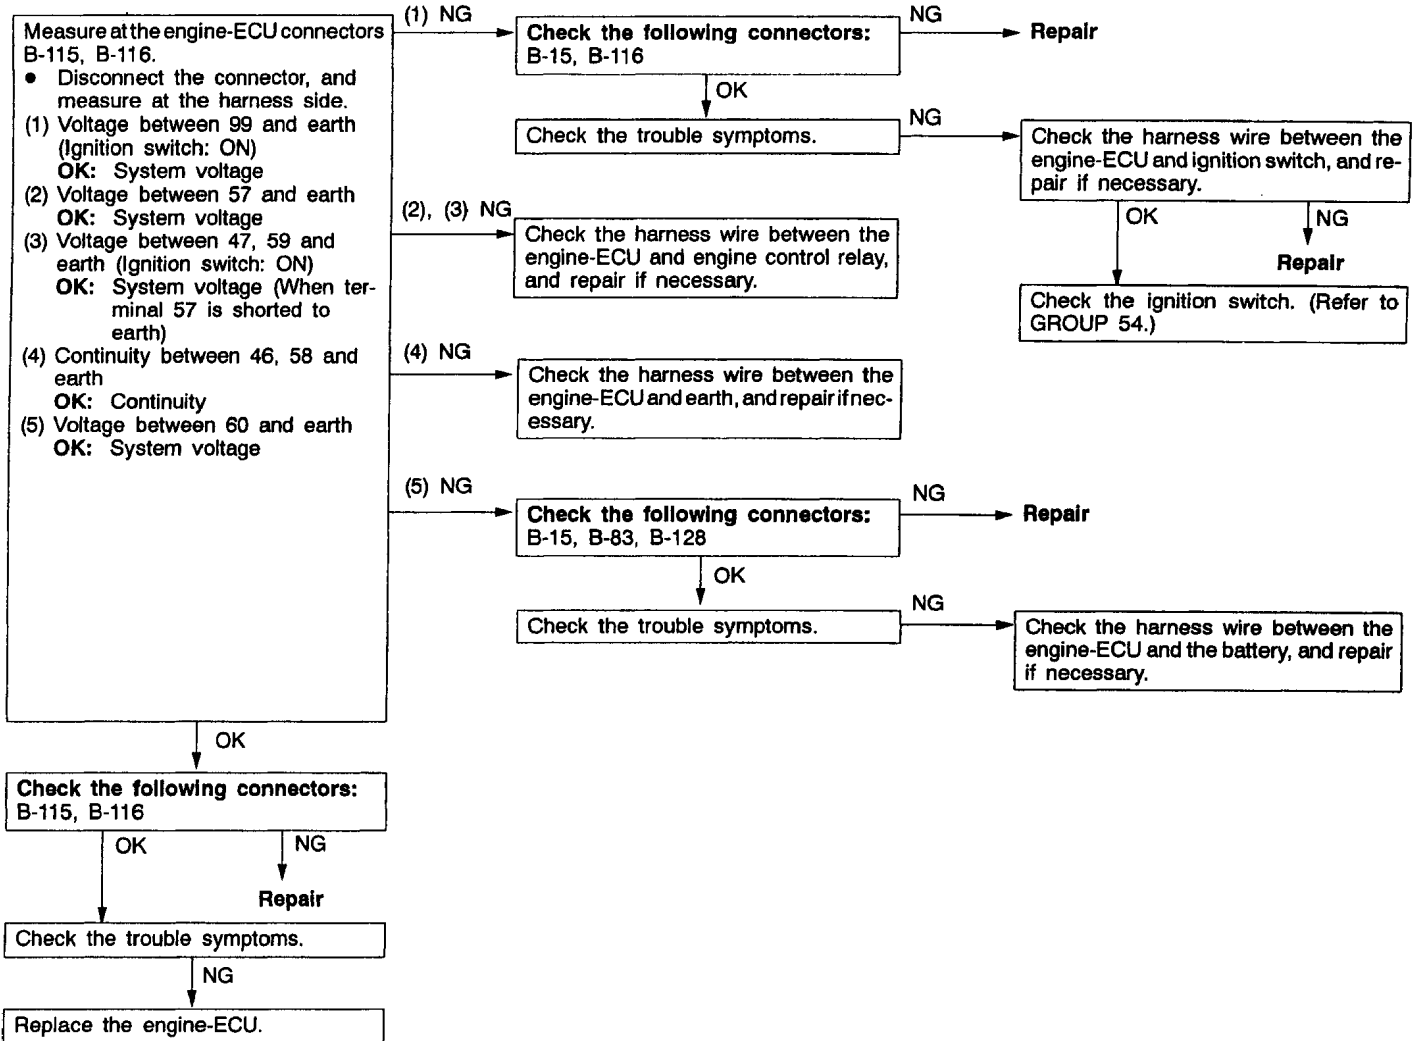 Measure at the engine-ECU connectors
B-115, B-116.
● Disconnect the connector, and
measure at the harness side.
(1) Voltage between 99 and earth
(Ignition switch: ON)
OK: System voltage
(2) Voltage between 57 and earth
OK: System voltage
(3) Voltage between 47, 59 and
earth (Ignition switch: ON)
OK: System voltage (When ter-
minal 57 is shorted to
earth)
(4) Continuity between 46, 58 and
earth
OK: Continuity
(5) Voltage between 60 and earth
OK: System voltage
(1) NG
Check the following connectors:
B-15, B-116
NG
Repair
OK
Check the trouble symptoms.
NG
Check the harness wire between the
engine-ECU and ignition switch, and re-
pair if necessary.
OK
NG
Repair
Check the ignition switch. (Refer to
GROUP 54.)
(2), (3) NG
Check the harness wire between the
engine-ECU and engine control relay,
and repair if necessary.
(4) NG
Check the harness wire between the
engine-ECU and earth, and repair if nec-
essary.
(5) NG
Check the following connectors:
B-15, B-83, B-128
NG
Repair
OK
Check the trouble symptoms.
NG
Check the harness wire between the
engine-ECU and the battery, and repair
if necessary.
OK
Check the following connectors:
B-115, B-116
OK
NG
Repair
Check the trouble symptoms.
NG
Replace the engine-ECU.